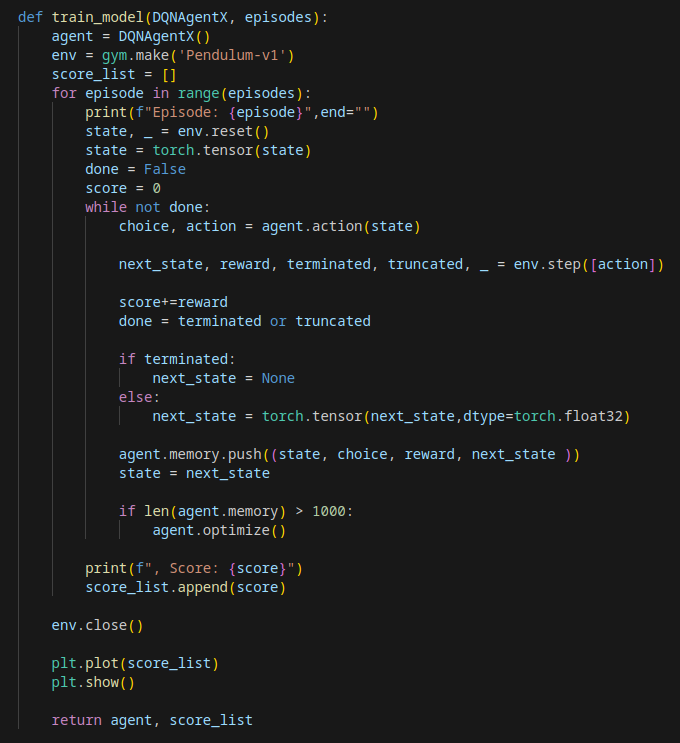 def train_model(DQNAgentX, episodes):
    agent = DQNAgentX()
    env = gym.make('Pendulum-v1')
    score_list = []
    for episode in range(episodes):
        print(f"Episode: {episode}",end="")
        state, _ = env.reset()
        state = torch.tensor(state)
        done = False
        score = 0
        while not done:
            choice, action = agent.action(state)

            next_state, reward, terminated, truncated, _ = env.step([action])

            score+=reward
            done = terminated or truncated

            if terminated:
                next_state = None
            else:
                next_state = torch.tensor(next_state,dtype=torch.float32)

            agent.memory.push((state, choice, reward, next_state ))
            state = next_state

            if len(agent.memory) > 1000:
                agent.optimize()

        print(f", Score: {score}")
        score_list.append(score)

    env.close()

    plt.plot(score_list)
    plt.show()

    return agent, score_list